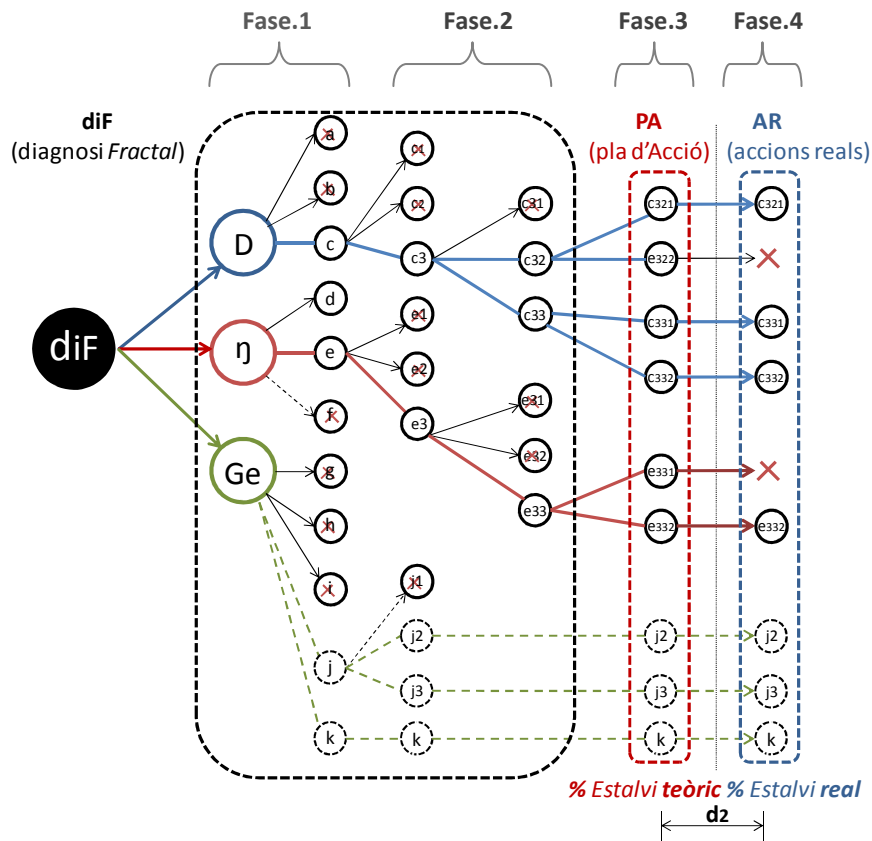 Fase.1
Fase.2
Fase.3
Fase.4
diF
(diagnosi Fractal)
PA
(pla d'Acció)
AR
(accions reals)
diF
D
ŋ
Ge
a
b
c
d
e
f
g
h
i
j
k
c2
c3
e1
e2
e3
j1
j2
j3
k
c31
c32
c33
e31
e32
e33
c321
e322
c331
c332
e331
e332
j2
j3
k
c321
c331
c332
e332
j2
j3
k
% Estalvi teòric
% Estalvi real
d2